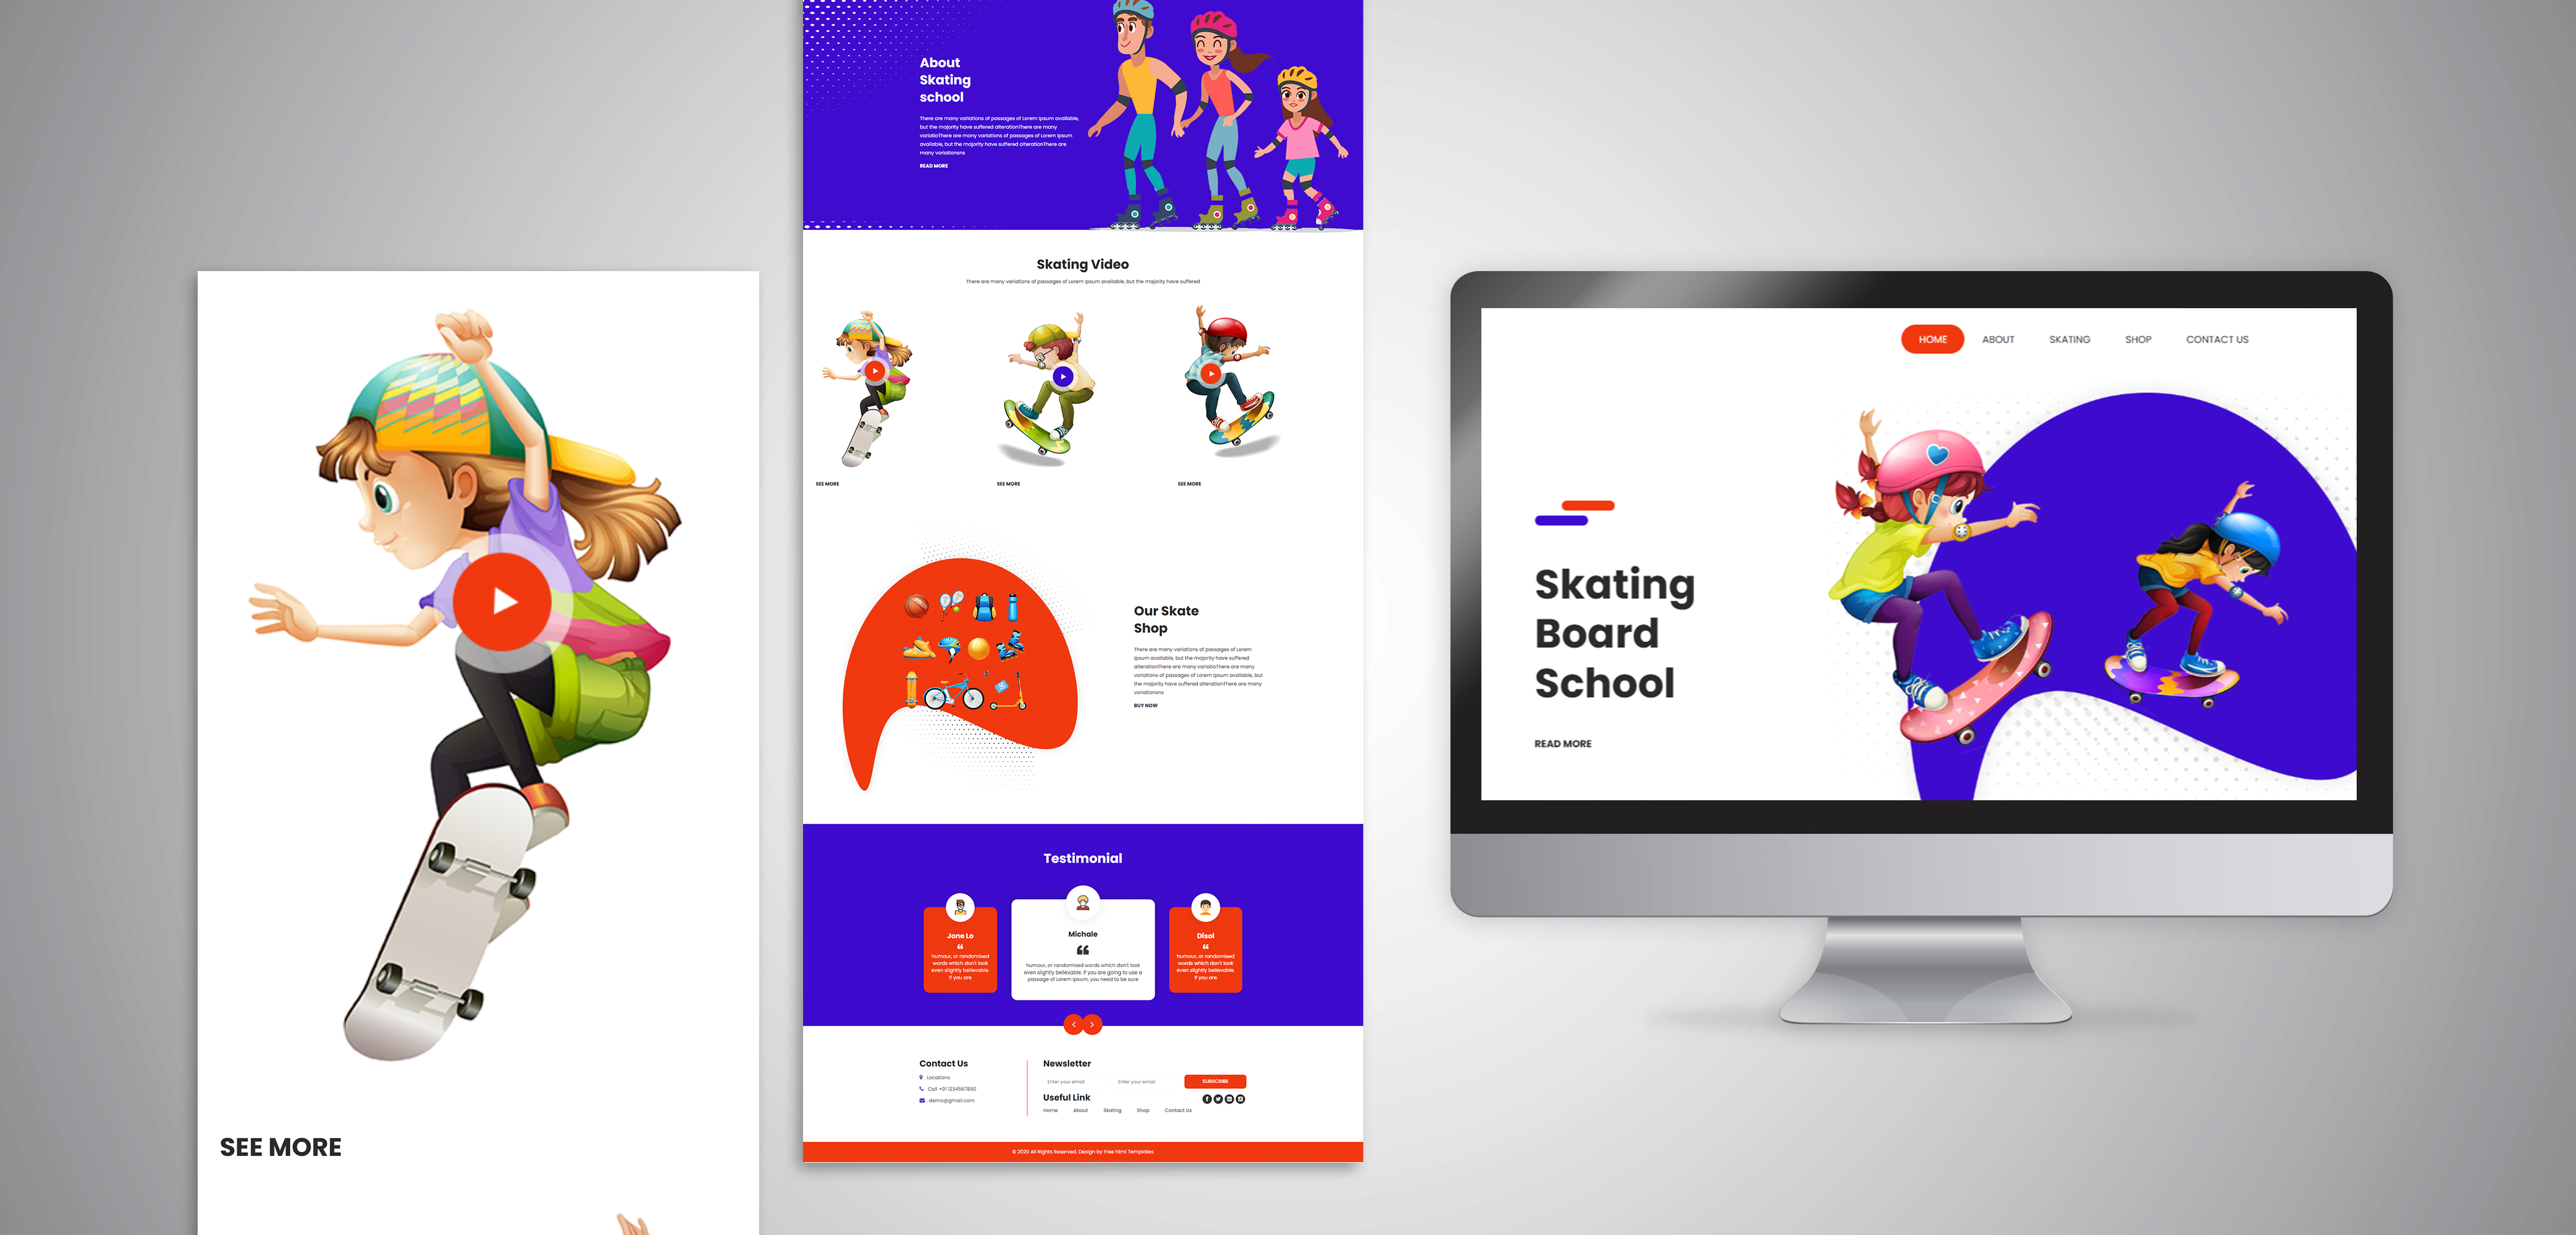 SEE MORE
About
Skating
school
There are many variations of passages of Lorem Ipsum available,
but the majority have suffered alterationThere are many
variatioThere are many variations of passages of Lorem Ipsum
available, but the majority have suffered alterationThere are
many variationsns
READ MORE
Skating Video
There are many variations of passages of Lorem Ipsum available, but the majority have suffered
SEE MORE
SEE MORE
SEE MORE
Our Skate
Shop
There are many variations of passages of Lorem
Ipsum available, but the majority have suffered
alterationThere are many variatioThere are many
variations of passages of Lorem Ipsum available, but
the majority have suffered alterationThere are many
variationsns
BUY NOW
Testimonial
Jone Lo
“
humour, or randomised
words which don't look
even slightly believable.
If you are
Michale
“
humour, or randomised words which don't look
even slightly believable. If you are going to use a
passage of Lorem Ipsum, you need to be sure
Disol
“
humour, or randomised
words which don't look
even slightly believable.
If you are
Contact Us
Locations
Call +01 1234567890
demo@gmail.com
Newsletter
Enter your email Enter your email SUBSCRIBE
Useful Link
Home About Skating Shop Contact Us
© 2020 All Rights Reserved. Design by Free html Templates
HOME ABOUT SKATING SHOP CONTACT US
Skating
Board
School
READ MORE